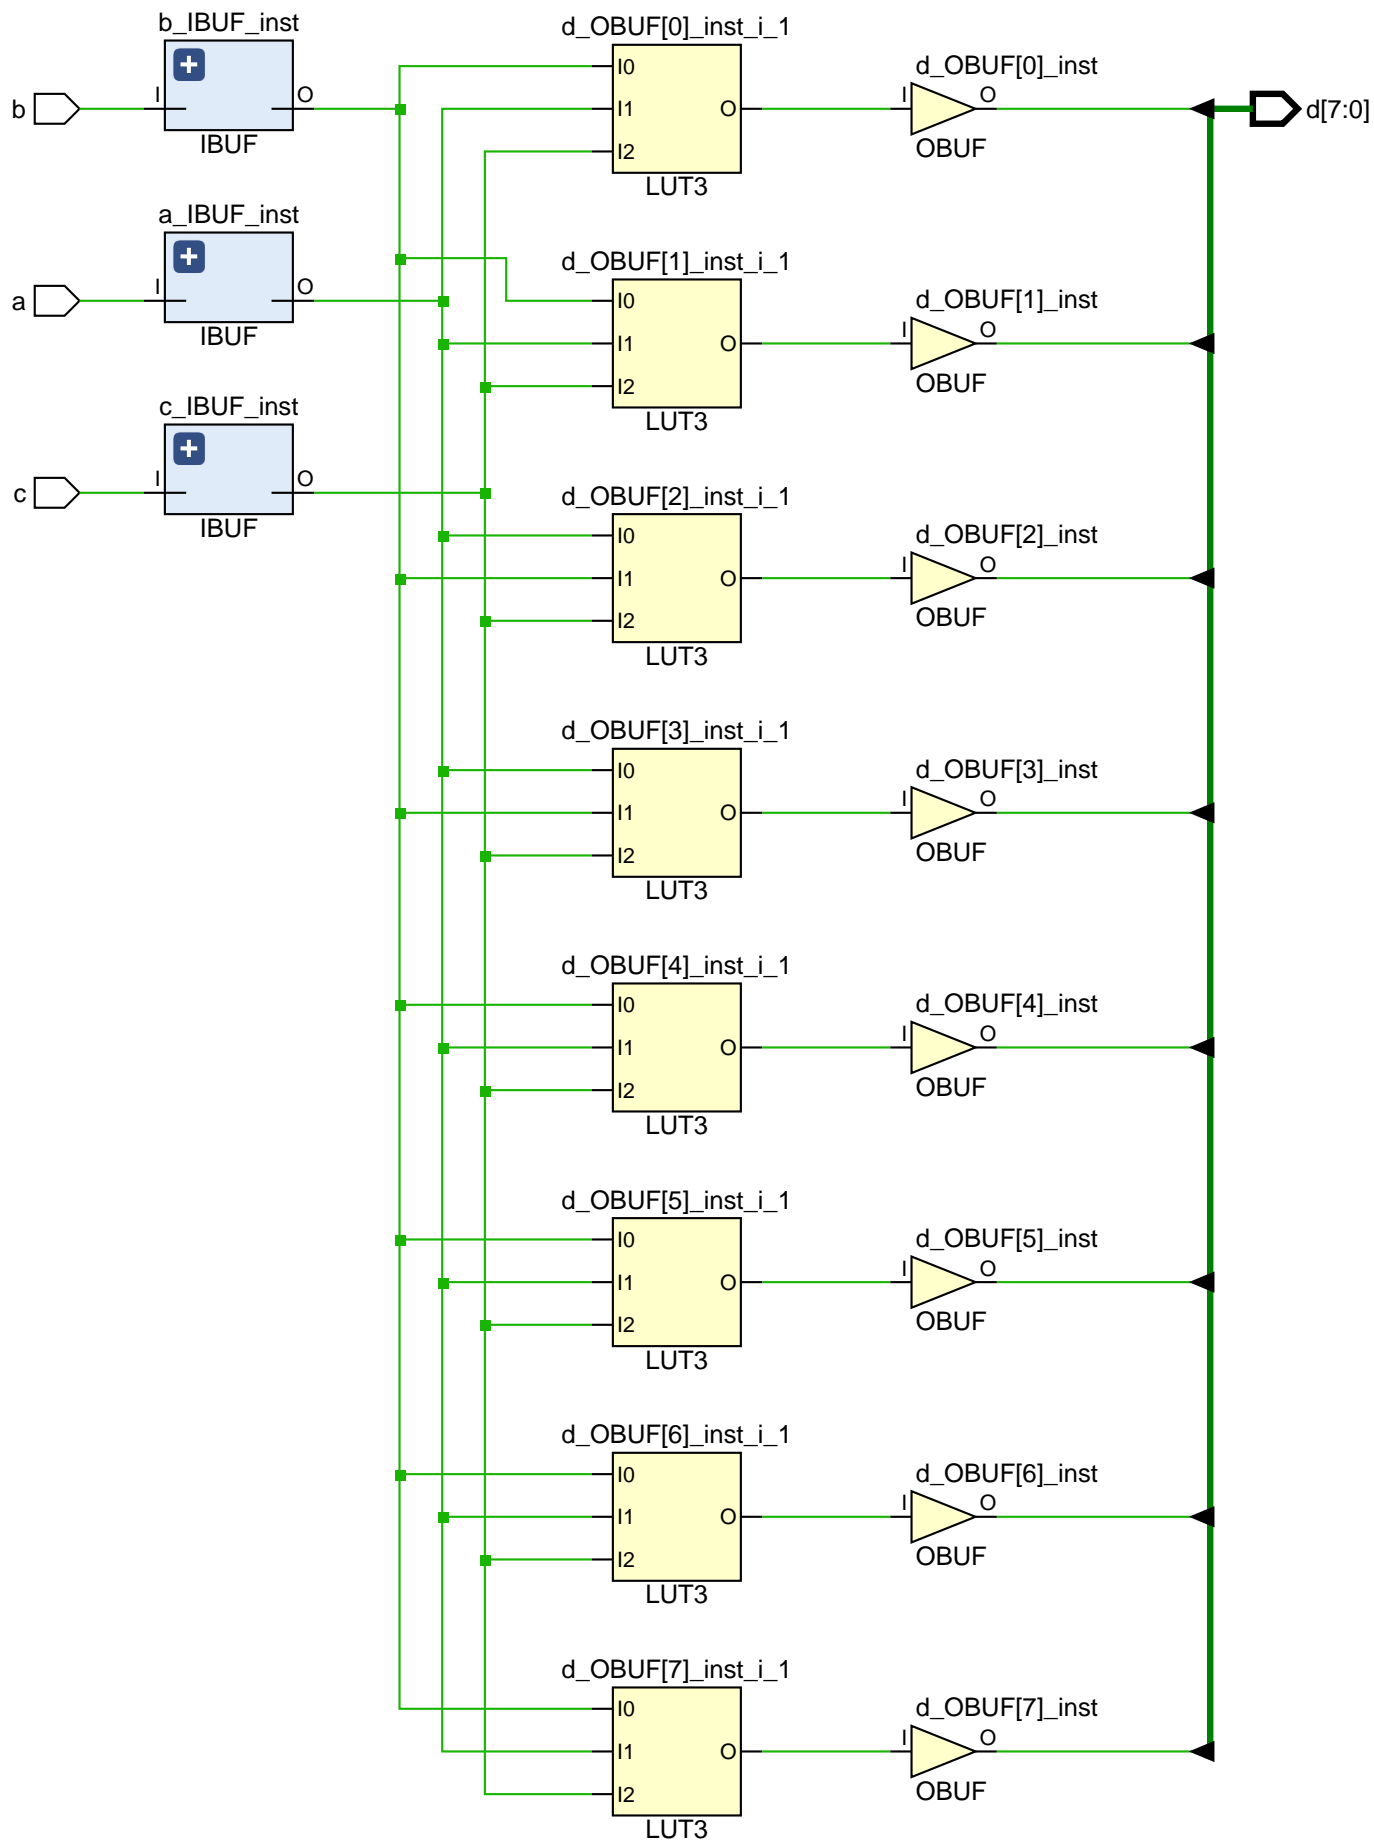 b_IBUF_inst
b
I
O
IBUF
a_IBUF_inst
a
I
O
IBUF
c_IBUF_inst
c
I
O
IBUF
d_OBUF[0]_inst_i_1
I0
I1
I2
O
LUT3
d_OBUF[0]_inst
I
O
OBUF
d[7:0]
d_OBUF[1]_inst_i_1
I0
I1
I2
O
LUT3
d_OBUF[1]_inst
I
O
OBUF
d_OBUF[2]_inst_i_1
I0
I1
I2
O
LUT3
d_OBUF[2]_inst
I
O
OBUF
d_OBUF[3]_inst_i_1
I0
I1
I2
O
LUT3
d_OBUF[3]_inst
I
O
OBUF
d_OBUF[4]_inst_i_1
I0
I1
I2
O
LUT3
d_OBUF[4]_inst
I
O
OBUF
d_OBUF[5]_inst_i_1
I0
I1
I2
O
LUT3
d_OBUF[5]_inst
I
O
OBUF
d_OBUF[6]_inst_i_1
I0
I1
I2
O
LUT3
d_OBUF[6]_inst
I
O
OBUF
d_OBUF[7]_inst_i_1
I0
I1
I2
O
LUT3
d_OBUF[7]_inst
I
O
OBUF